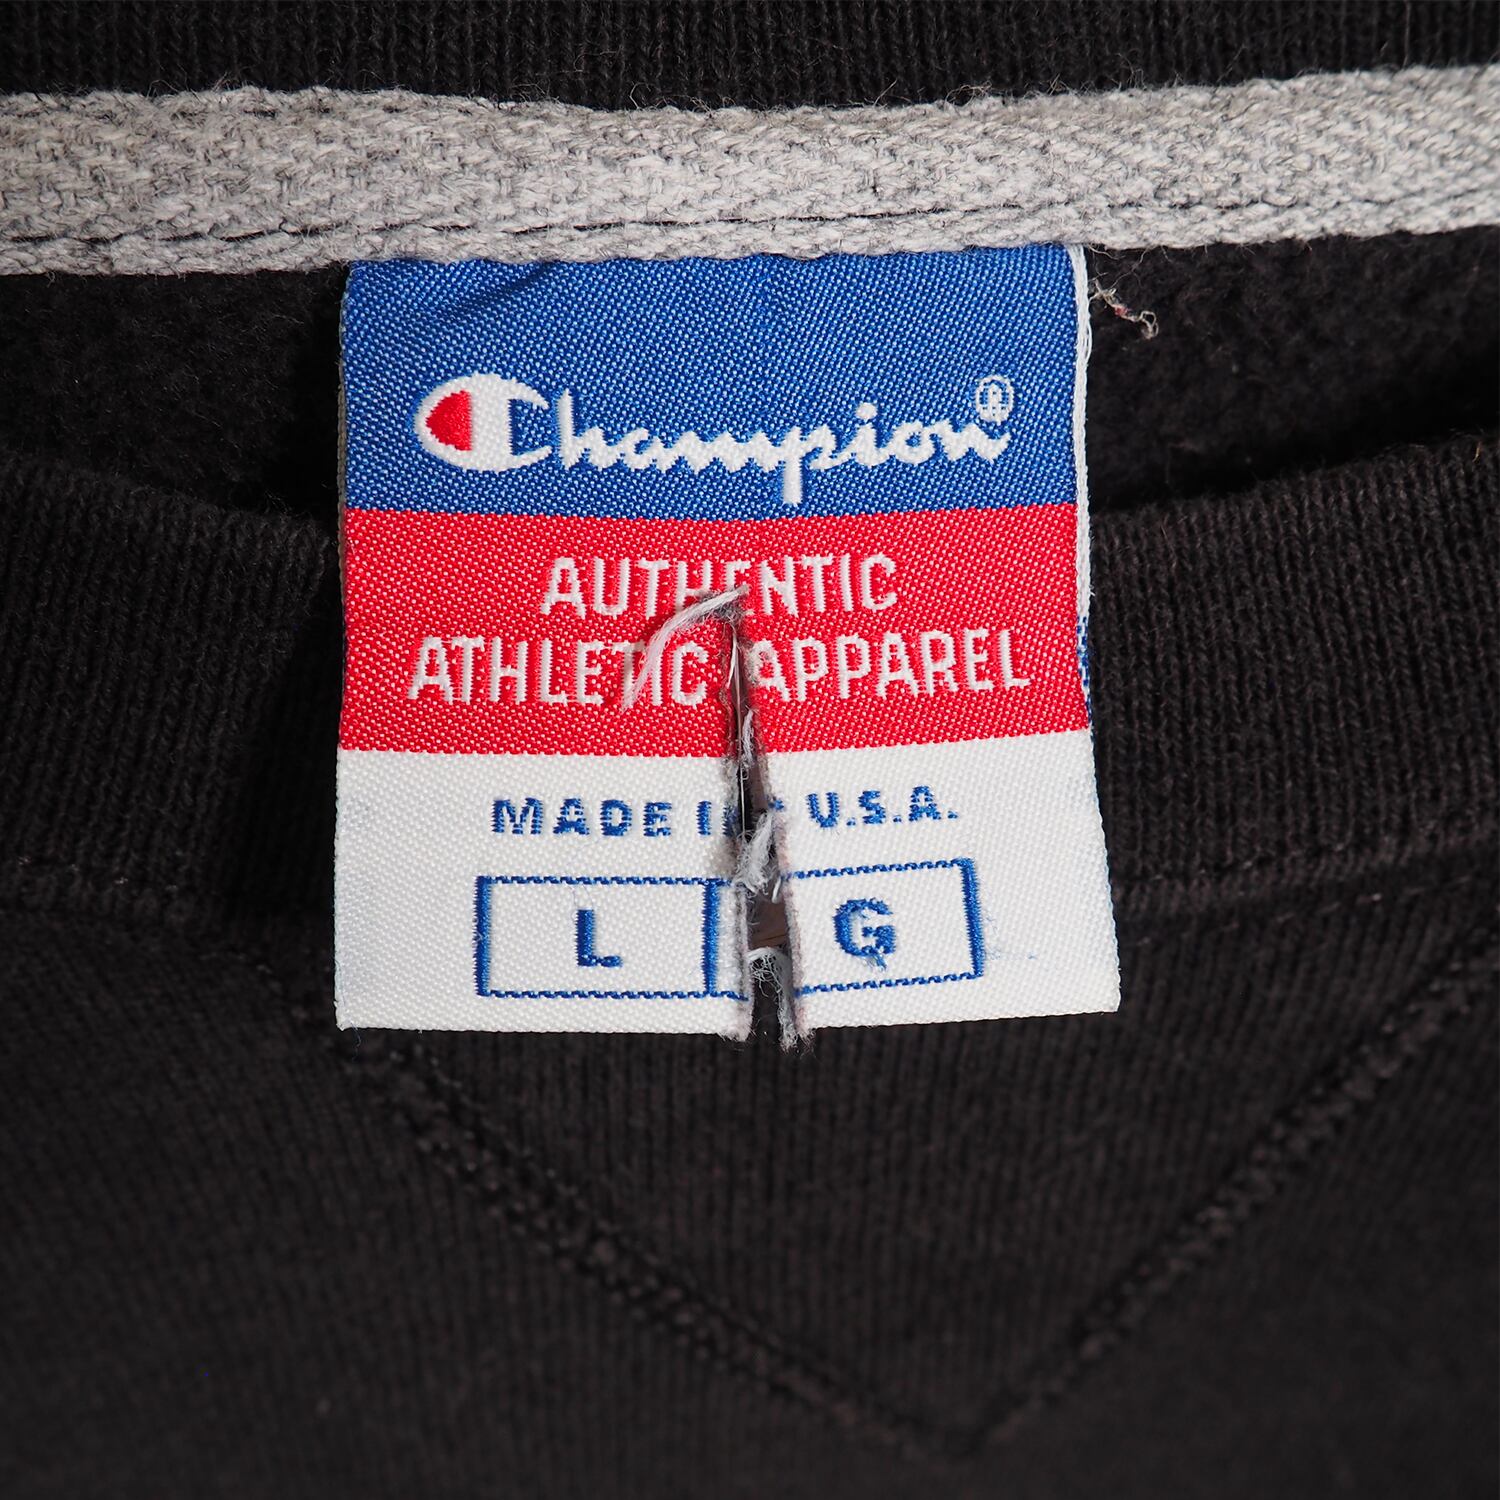 Champion®
AUTHENTIC
ATHLETIC APPAREL
MADE IN U.S.A.
L G